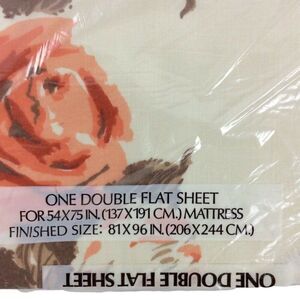 ONE DOUBLE FLAT SHEET
FOR 54X75 IN. (137X191 CM.) MATTRESS
FINISHED SIZE: 81X96 IN. (206X244 CM.)
ONE DOUBLE FLAT SHEET